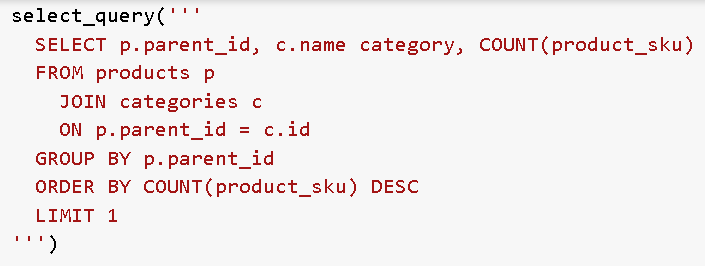 select_query('''
  SELECT p.parent_id, c.name category, COUNT(product_sku)
  FROM products p
    JOIN categories c
    ON p.parent_id = c.id
  GROUP BY p.parent_id
  ORDER BY COUNT(product_sku) DESC
  LIMIT 1
''')